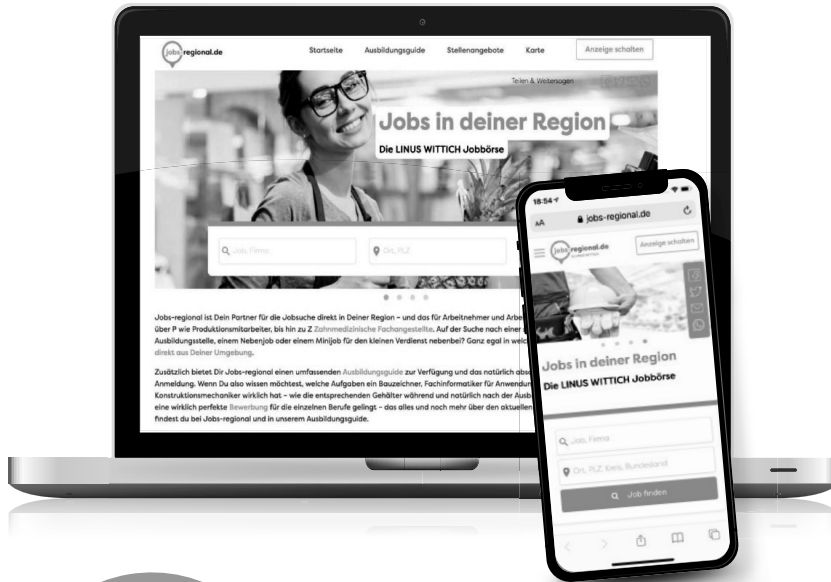 jobs-regional.de
Startseite
Ausbildungsguide
Stellenangebote
Karte
Anzeige schalten
Teilen & Weitersagen
Jobs in deiner Region
Die LINUS WITTICH Jobbörse
Job, Firma
Ort, PLZ
Jobs-regional ist Dein Partner für die Jobsuche direkt in Deiner Region – und das für Arbeitnehmer und
über P wie Produktionsmitarbeiter, bis hin zu Z Zahnmedizinische Fachangestellte. Auf der Suche nach einer
Ausbildungsstelle, einem Nebenjob oder einem Minijob für den kleinen Verdienst nebenbei? Ganz egal in
direkt aus Deiner Umgebung.
Zusätzlich bietet Dir Jobs-regional einen umfassenden Ausbildungsguide zur Verfügung und das natürlich
Anmeldung. Wenn Du also wissen möchtest, welche Aufgaben ein Bauzeichner, Fachinformatiker für
Konstruktionsmechaniker wirklich hat – wie die entsprechenden Gehälter während und natürlich nach der
eine wirklich perfekte Bewerbung für die einzelnen Berufe gelingt – das alles und noch mehr über den aktuellen
findest du bei Jobs-regional und in unserem Ausbildungsguide.
18:54
AA
jobs-regional.de
jobs-regional.de
Anzeige schalten
Jobs in deiner Region
Die LINUS WITTICH Jobbörse
Job, Firma
Ort, PLZ, Kreis, Bundesland
Job finden